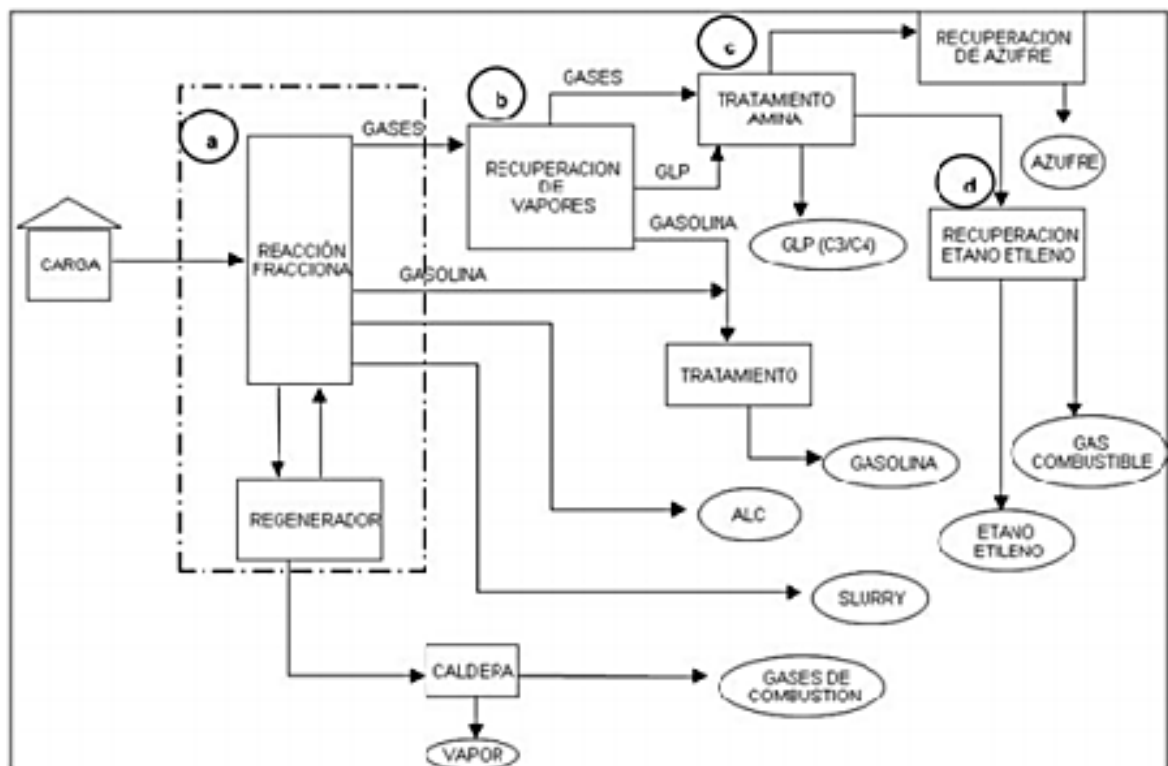 c
RECUPERACION
DE AZUFRE
GASES
b
TRATAMIENTO
AMINA
a
GASES
AZUFRE
RECUPERACION
DE
VAPORES
GLP
d
GASOLINA
GLP (C3/C4)
RECUPERACION
ETANO ETILENO
CARGA
REACCIÓN
FRACCIONA
GASOLINA
TRATAMIENTO
GASOLINA
GAS
COMBUSTIBLE
REGENERADOR
ALC
ETANO
ETILENO
SLURRY
CALDERA
GASES DE
COMBUSTION
VAPOR